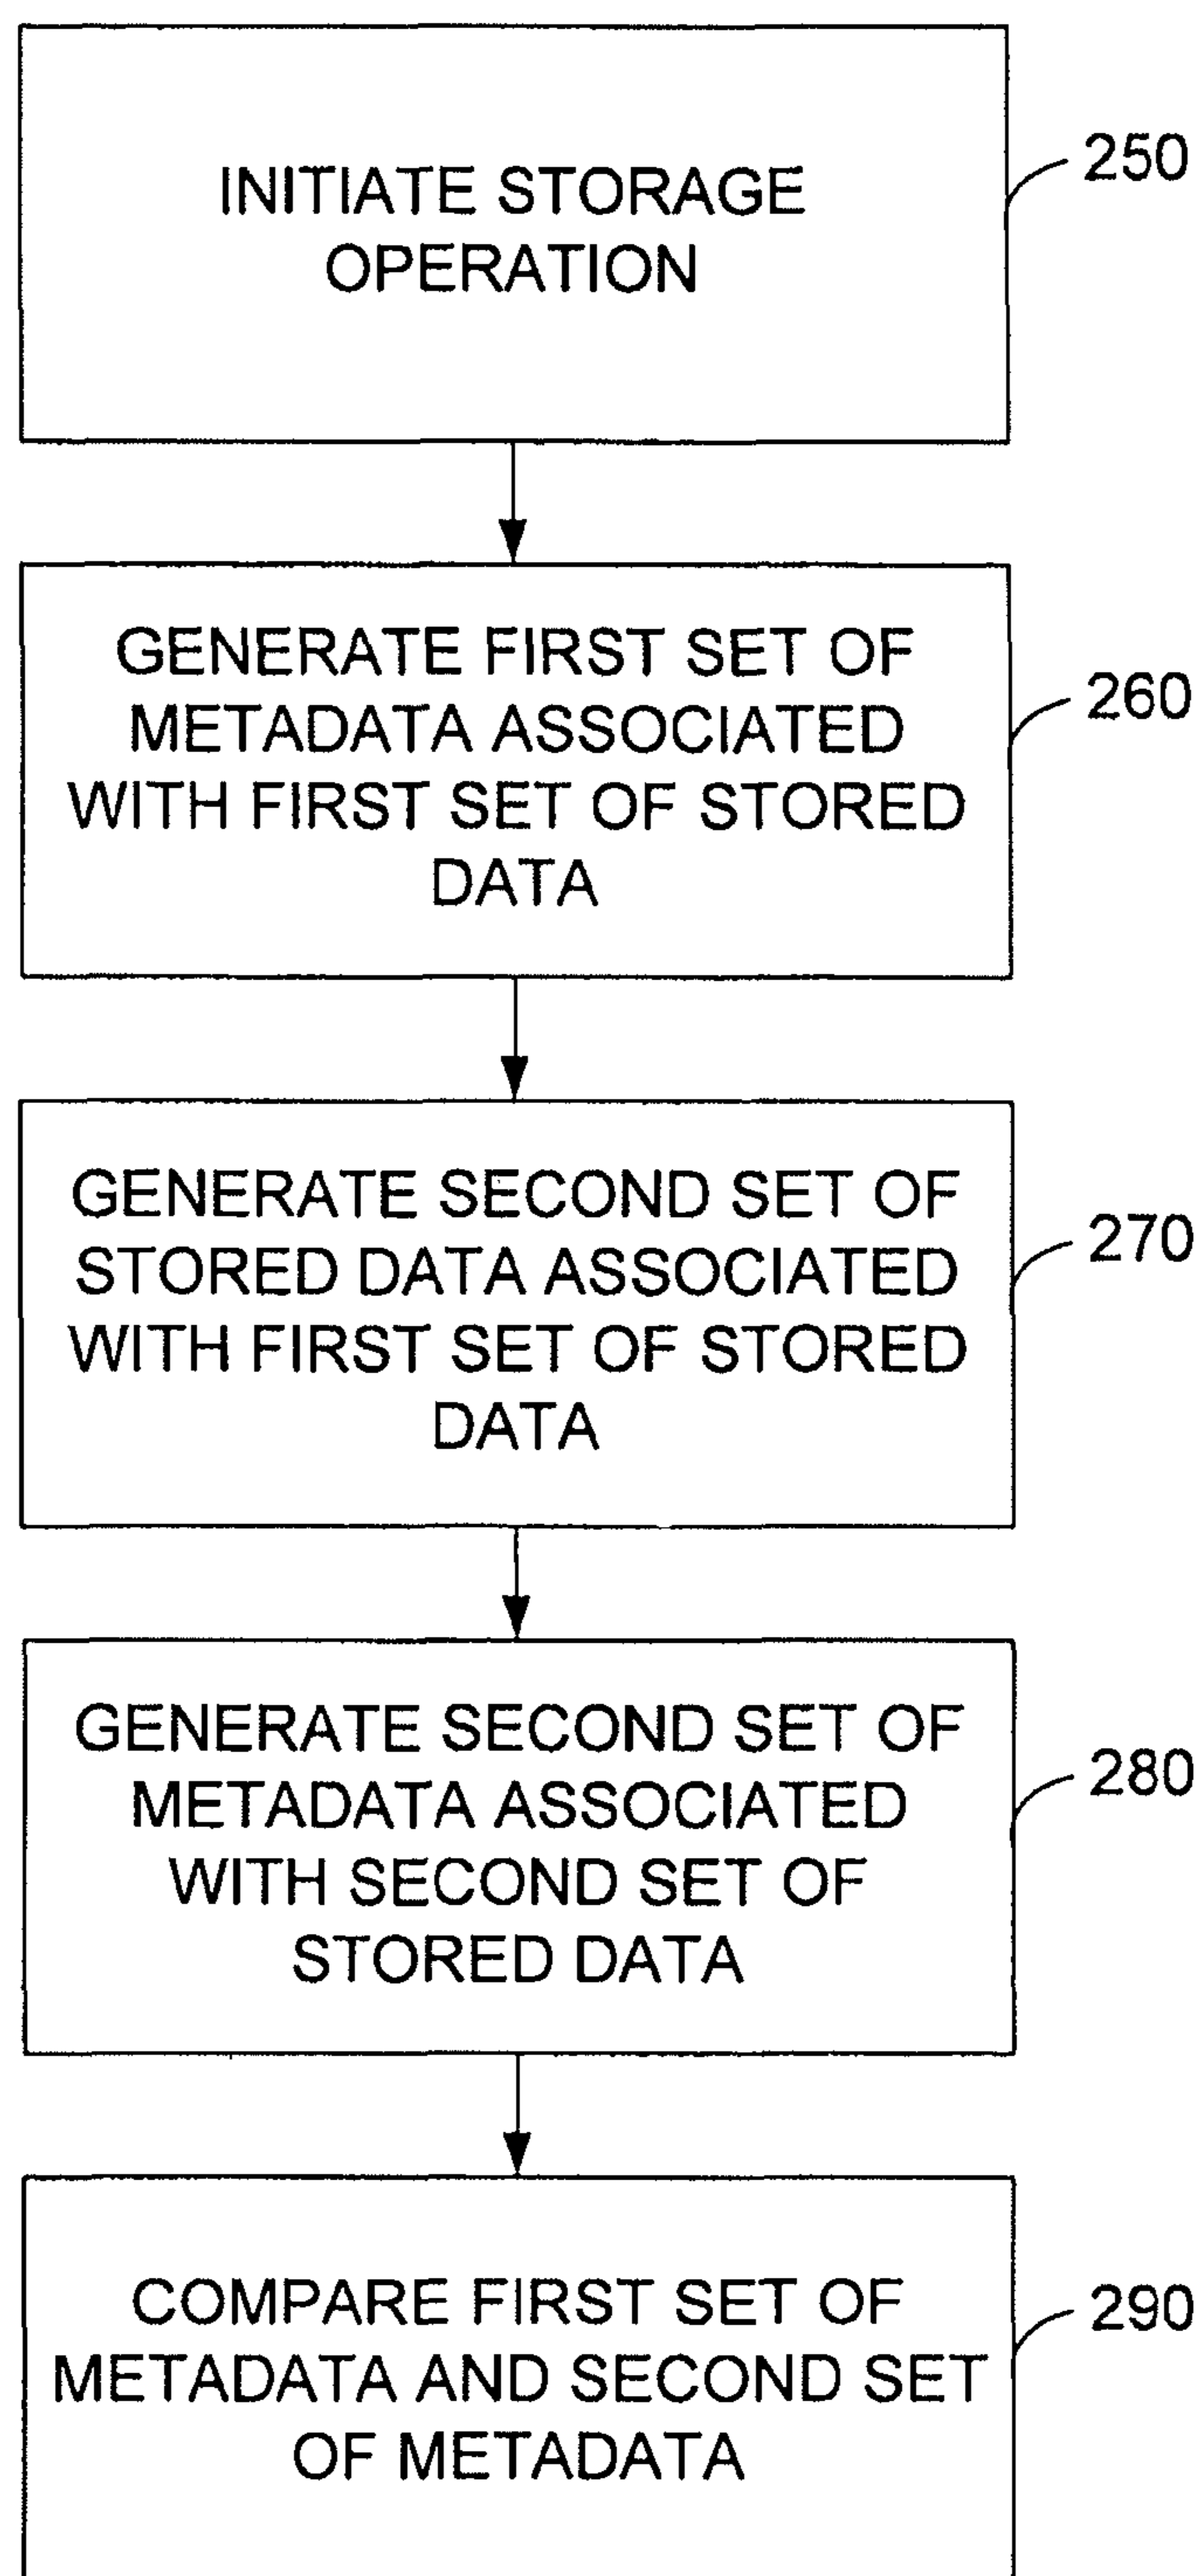 INITIATE STORAGE
OPERATION
250
GENERATE FIRST SET OF
METADATA ASSOCIATED
WITH FIRST SET OF STORED
DATA
260
GENERATE SECOND SET OF
STORED DATA ASSOCIATED
WITH FIRST SET OF STORED
DATA
270
GENERATE SECOND SET OF
METADATA ASSOCIATED
WITH SECOND SET OF
STORED DATA
280
COMPARE FIRST SET OF
METADATA AND SECOND SET
OF METADATA
290